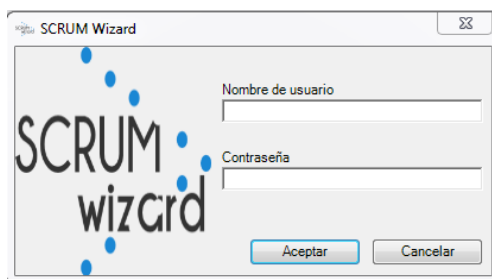 SCRUM Wizard
Nombre de usuario
SCRUM
wizard
Contraseña
Aceptar
Cancelar